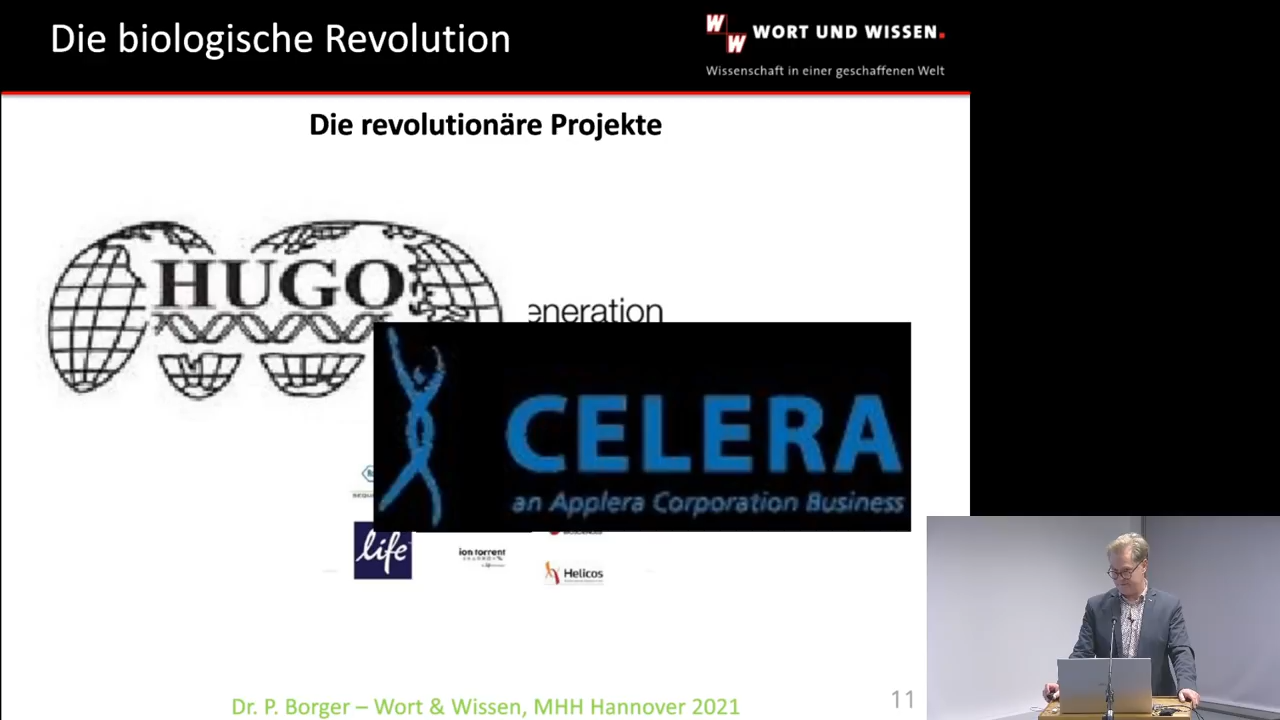 Die biologische Revolution
W
W
WORT UND WISSEN.
Wissenschaft in einer geschaffenen Welt
Die revolutionäre Projekte
HUGO
eneration
CELERA
an Applera Corporation Business
life
ion torrent
Helicos
Dr. P. Borger – Wort & Wissen, MHH Hannover 2021
11